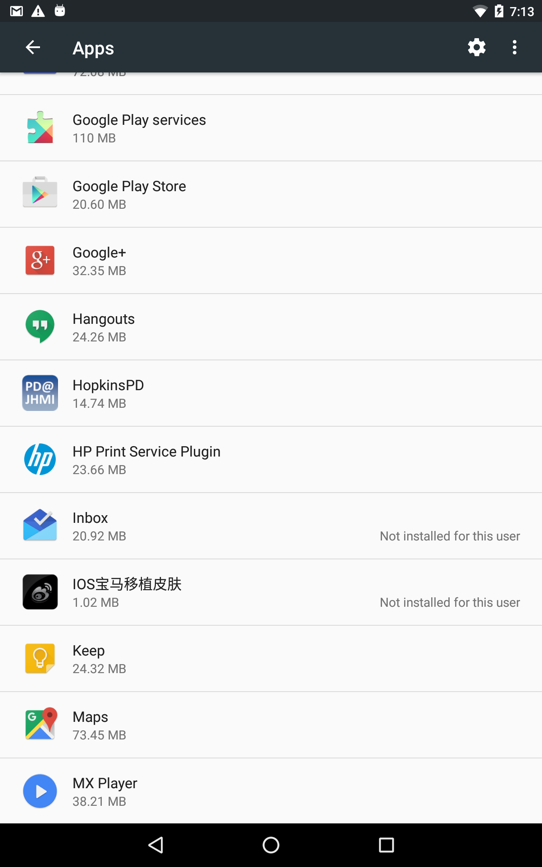 7:13
Apps
72.88 MB
Google Play services
110 MB
Google Play Store
20.60 MB
g+
Google+
32.35 MB
Hangouts
24.26 MB
PD@
JHMI
HopkinsPD
14.74 MB
hp
HP Print Service Plugin
23.66 MB
Inbox
20.92 MB
Not installed for this user
IOS宝马移植皮肤
1.02 MB
Not installed for this user
Keep
24.32 MB
G
Maps
73.45 MB
MX Player
38.21 MB